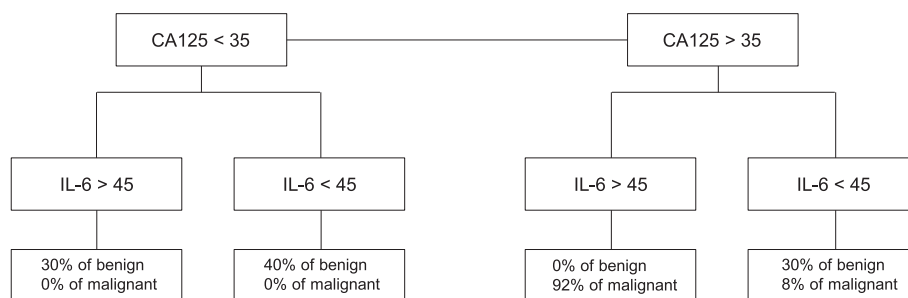 CA125 < 35
CA125 > 35
IL-6 > 45
IL-6 < 45
IL-6 > 45
IL-6 < 45
30% of benign
0% of malignant
40% of benign
0% of malignant
0% of benign
92% of malignant
30% of benign
8% of malignant